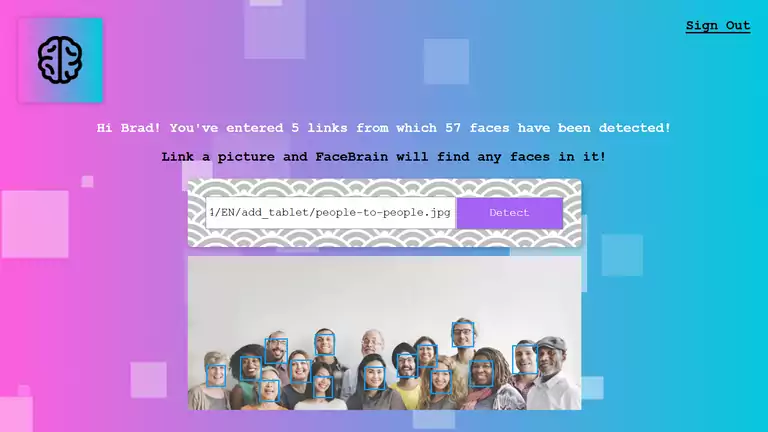 Sign Out
Hi Brad! You've entered 5 links from which 57 faces have been detected!
Link a picture and FaceBrain will find any faces in it!
/EN/add_tablet/people-to-people.jpg
Detect